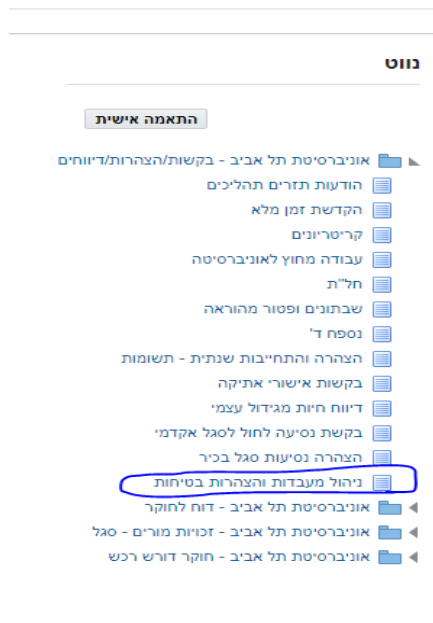 נווט
התאמה אישית
אוניברסיטת תל אביב - בקשות/הצהרות/דיווחים
הודעות תזרים תהליכים
הקדשת זמן מלא
קריטריונים
עבודה מחוץ לאוניברסיטה
חל"ת
שבתונים ופטור מהוראה
נספח ד'
הצהרה והתחייבות שנתית - תשומות
בקשות אישורי אתיקה
דיווח חיות מגידול עצמי
בקשת נסיעה לחול לסגל אקדמי
הצהרה נסיעות סגל בכיר
ניהול מעבדות והצהרות בטיחות
אוניברסיטת תל אביב - דוח לחוקר
אוניברסיטת תל אביב - זכויות מורים - סגל
אוניברסיטת תל אביב - חוקר דורש רכש